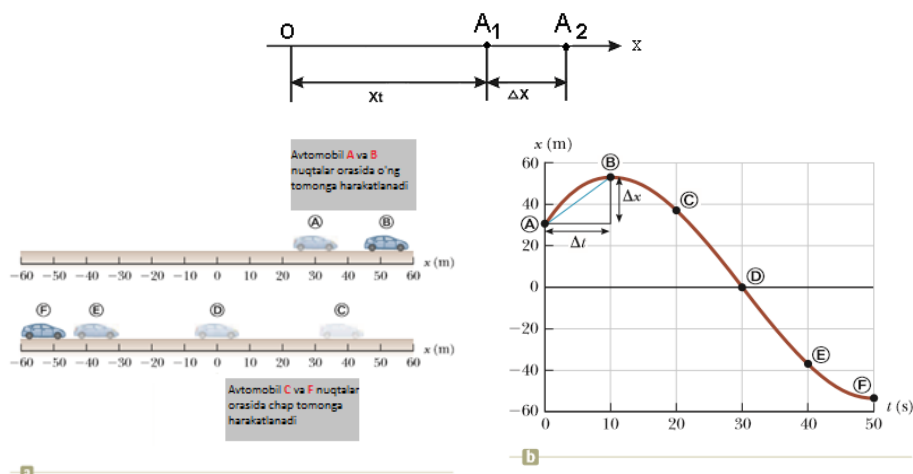 O A1 A2 X
Xt ΔX
Avtomobil A va B
nuqtalar orasida o'ng
tomonga harakatlanadi
A B
−60 −50 −40 −30 −20 −10 0 10 20 30 40 50 60 x (m)
F E D C
−60 −50 −40 −30 −20 −10 0 10 20 30 40 50 60 x (m)
Avtomobil C va F nuqtalar
orasida chap tomonga
harakatlanadi
a
x (m)
60
40
20
0
−20
−40
−60
A B C D E F
Δx
Δt
0 10 20 30 40 50
t (s)
b